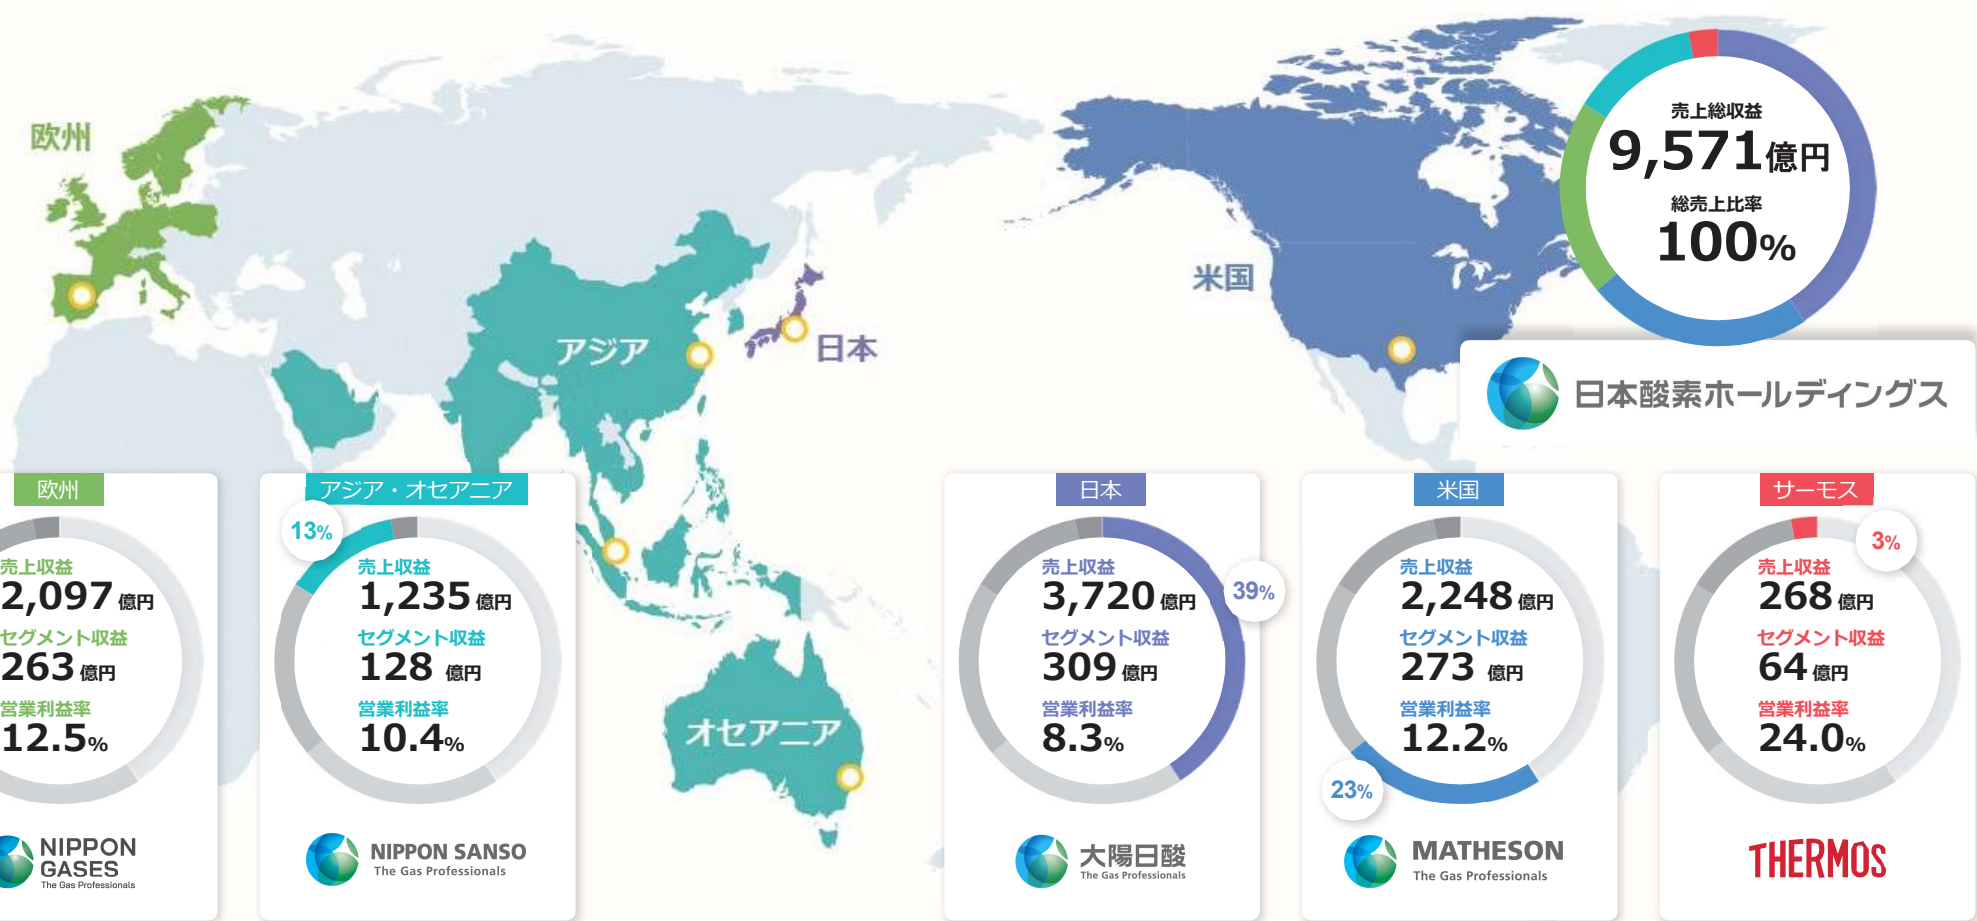 欧州
アジア
日本
米国
オセアニア
売上総収益
9,571億円
総売上比率
100%
日本酸素ホールディングス
欧州
売上収益
2,097億円
セグメント収益
263億円
営業利益率
12.5%
NIPPON
GASES
The Gas Professionals
アジア・オセアニア
13%
売上収益
1,235億円
セグメント収益
128 億円
営業利益率
10.4%
NIPPON SANSO
The Gas Professionals
日本
39%
売上収益
3,720億円
セグメント収益
309億円
営業利益率
8.3%
大陽日酸
The Gas Professionals
米国
売上収益
2,248億円
セグメント収益
273 億円
営業利益率
12.2%
23%
MATHESON
The Gas Professionals
サーモス
3%
売上収益
268億円
セグメント収益
64億円
営業利益率
24.0%
THERMOS